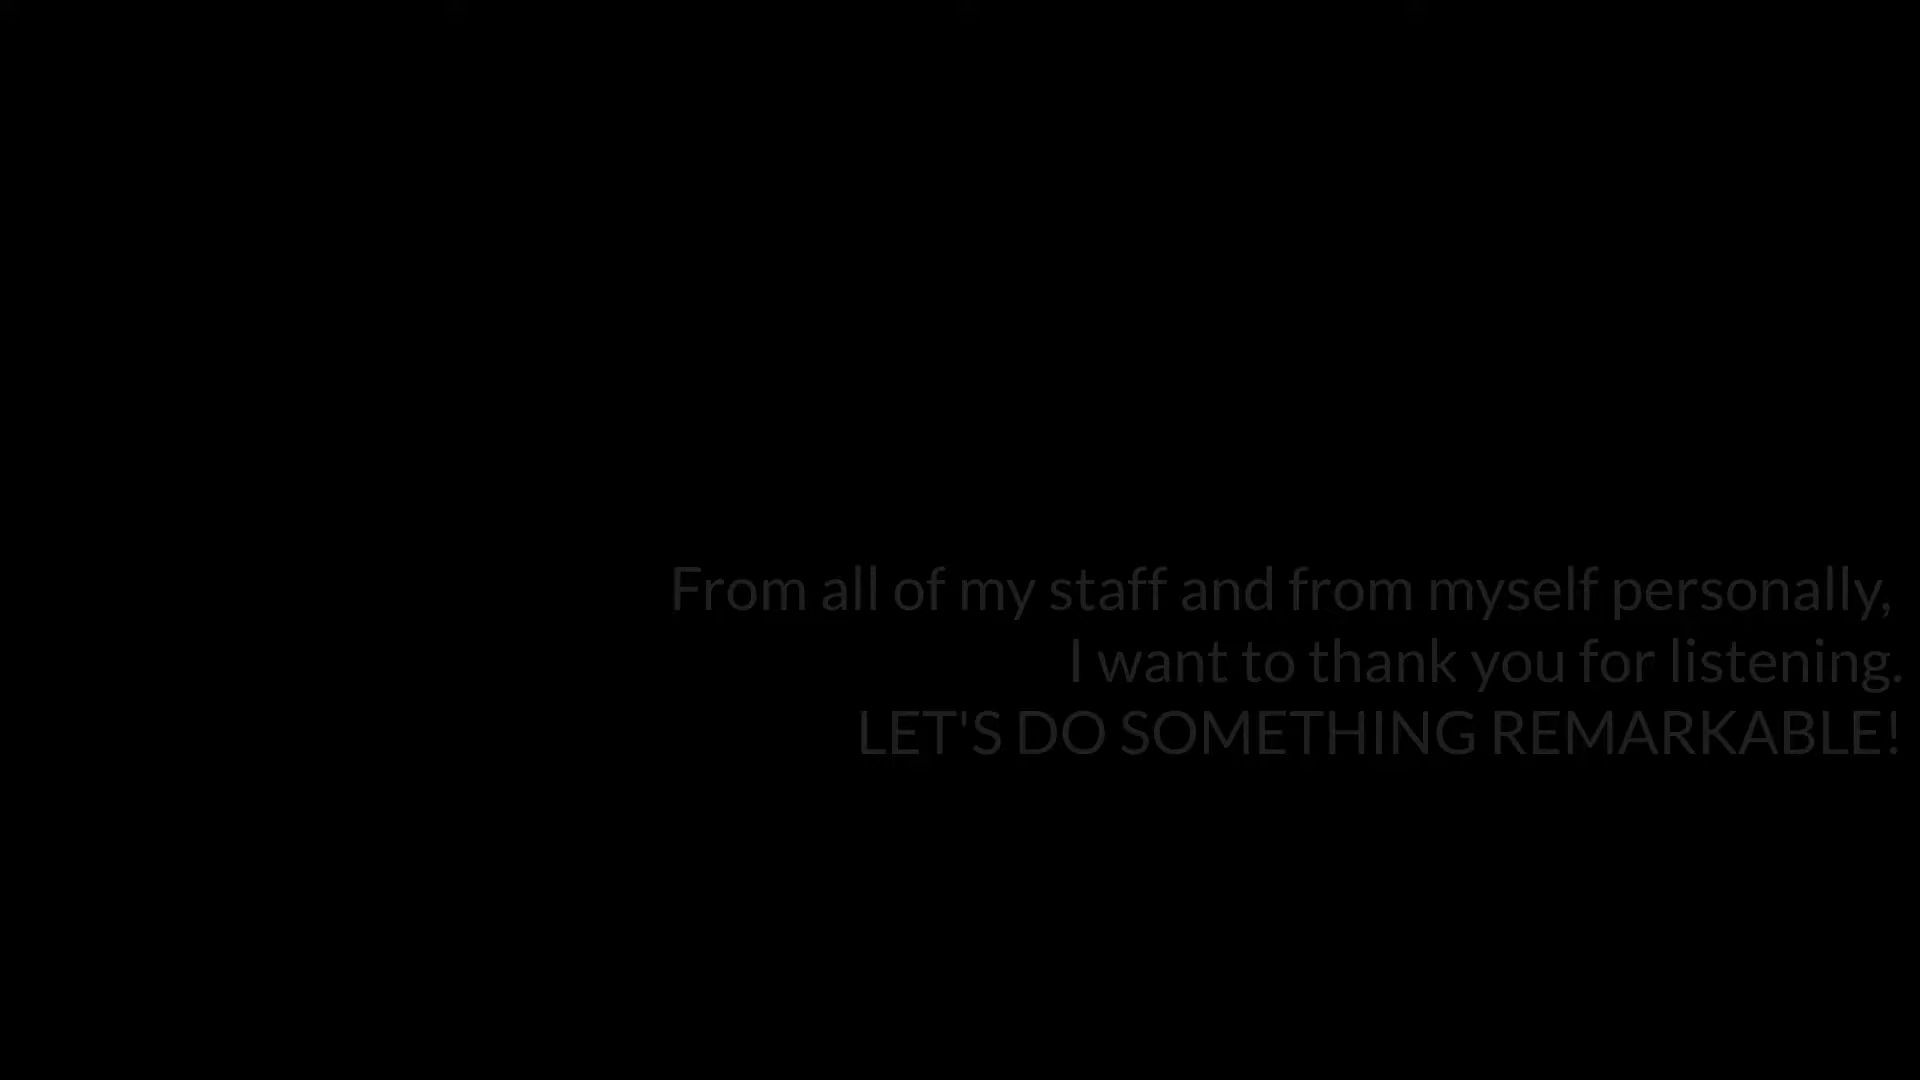 From all of my staff and from myself personally,
I want to thank you for listening.
LET'S DO SOMETHING REMARKABLE!